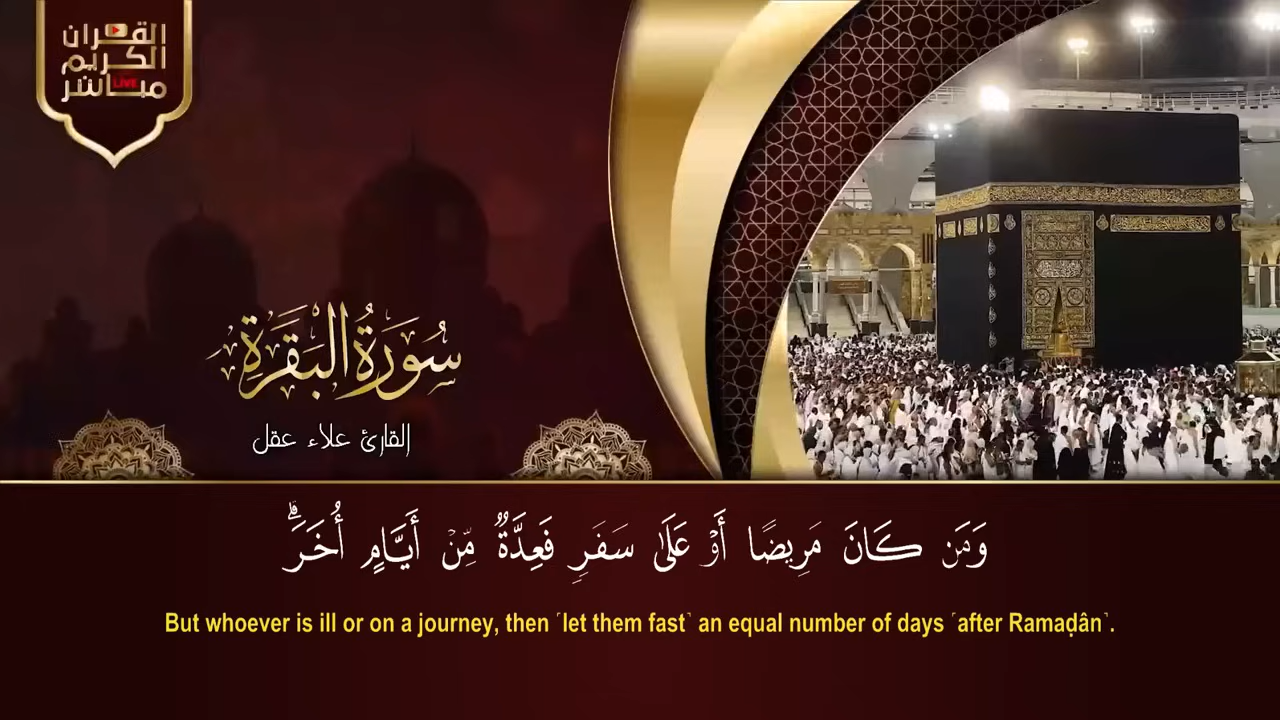 القرآن
الكريم
مباشر
LIVE
سُورَةُ البَقَرَةِ
القارئ علاء عقل
وَمَن كَانَ مَرِيضًا أَوْ عَلَىٰ سَفَرٍ فَعِدَّةٌ مِّنْ أَيَّامٍ أُخَرَ ۗ
But whoever is ill or on a journey, then ˹let them fast˺ an equal number of days ˹after Ramaḍân˺.